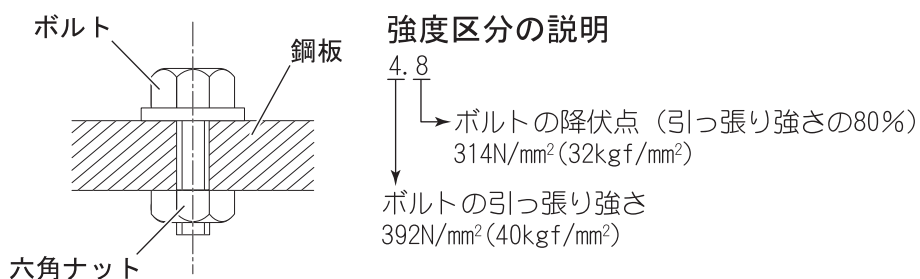 ボルト
鋼板
六角ナット
強度区分の説明
4.8
ボルトの降伏点（引っ張り強さの80%）
314N/mm²(32kgf/mm²)
ボルトの引っ張り強さ
392N/mm²(40kgf/mm²)